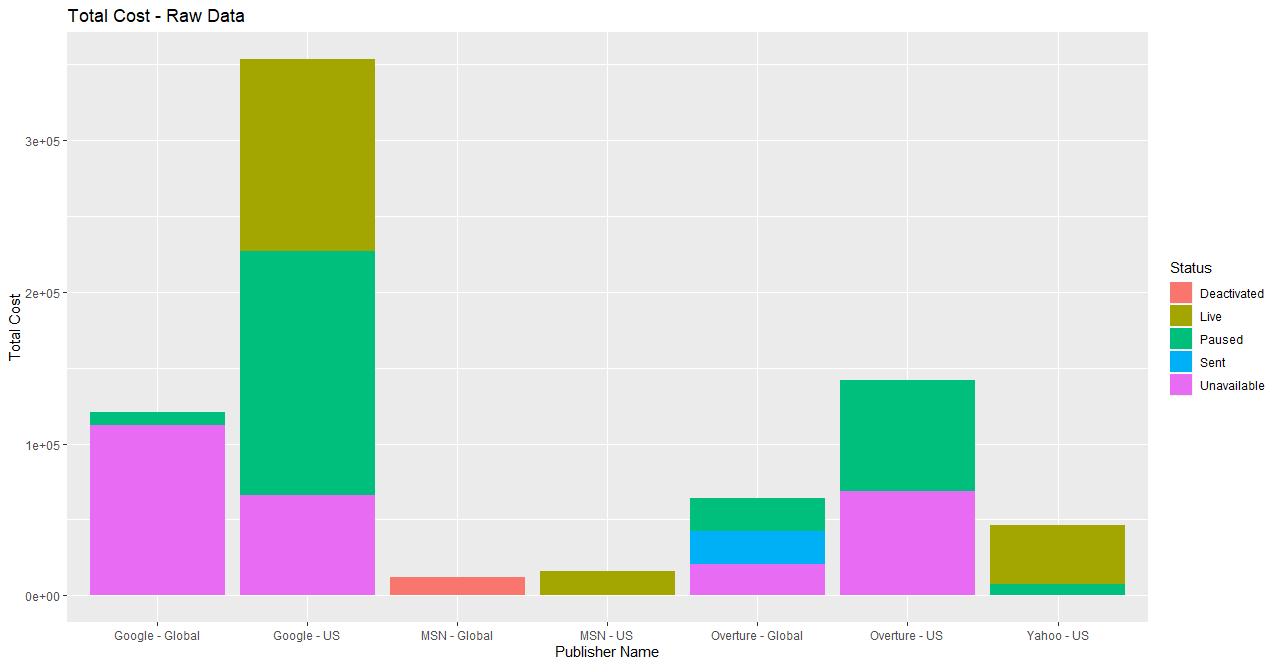 Total Cost - Raw Data
Total Cost
3e+05
2e+05
1e+05
0e+00
Google - Global
Google - US
MSN - Global
MSN - US
Overture - Global
Overture - US
Yahoo - US
Publisher Name
Status
Deactivated
Live
Paused
Sent
Unavailable